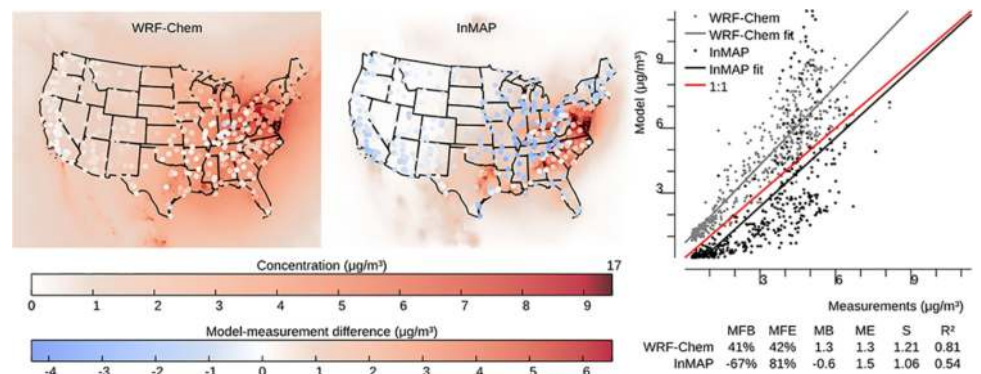 WRF-Chem
InMAP
Concentration (µg/m³)
17
0 1 2 3 4 5 6 7 8 9
Model-measurement difference (µg/m³)
-4 -3 -2 -1 0 1 2 3 4 5 6
WRF-Chem
WRF-Chem fit
InMAP
InMAP fit
1:1
Model (µg/m³)
9
6
3
3 6 9
Measurements (µg/m³)
MFB MFE MB ME S R²
WRF-Chem 41% 42% 1.3 1.3 1.21 0.81
InMAP -67% 81% -0.6 1.5 1.06 0.54